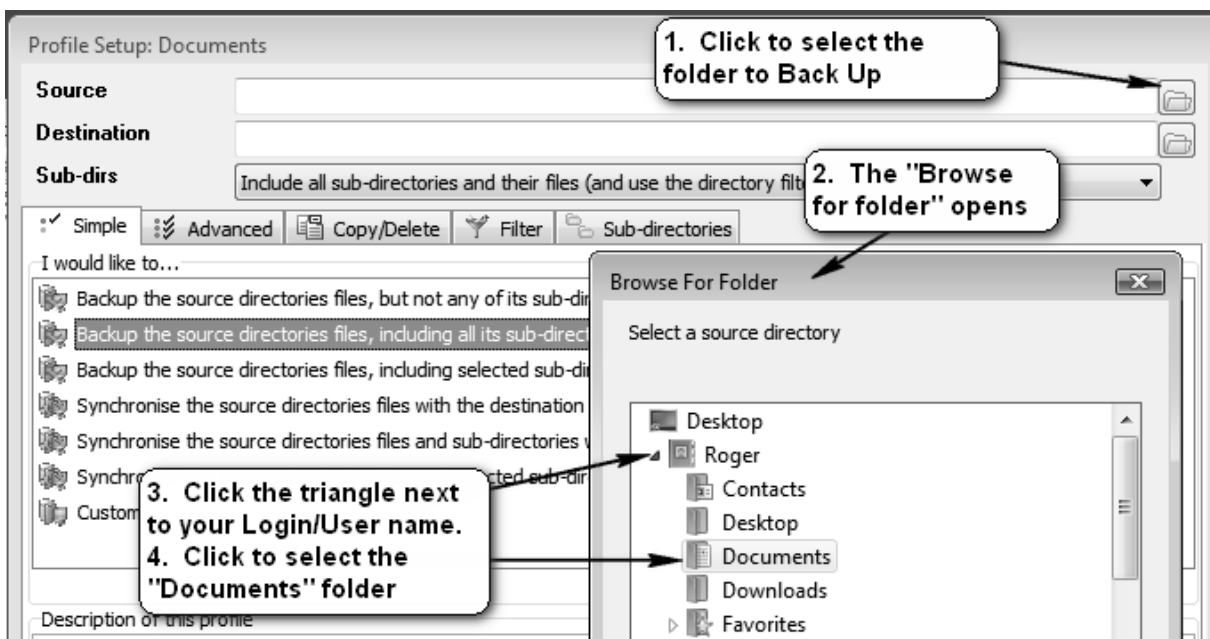 Profile Setup: Documents
1. Click to select the
folder to Back Up
Source
Destination
Sub-dirs
Include all sub-directories and their files (and use the directory filt
2. The "Browse
for folder" opens
Simple
Advanced
Copy/Delete
Filter
Sub-directories
I would like to...
Backup the source directories files, but not any of its sub-dir
Backup the source directories files, including all its sub-direct
Backup the source directories files, including selected sub-di
Synchronise the source directories files with the destination
Synchronise the source directories files and sub-directories
Synchr
cted sub-dir
Custom
3. Click the triangle next
to your Login/User name.
4. Click to select the
"Documents" folder
Description of this profile
Browse For Folder
Select a source directory
Desktop
Roger
Contacts
Desktop
Documents
Downloads
Favorites